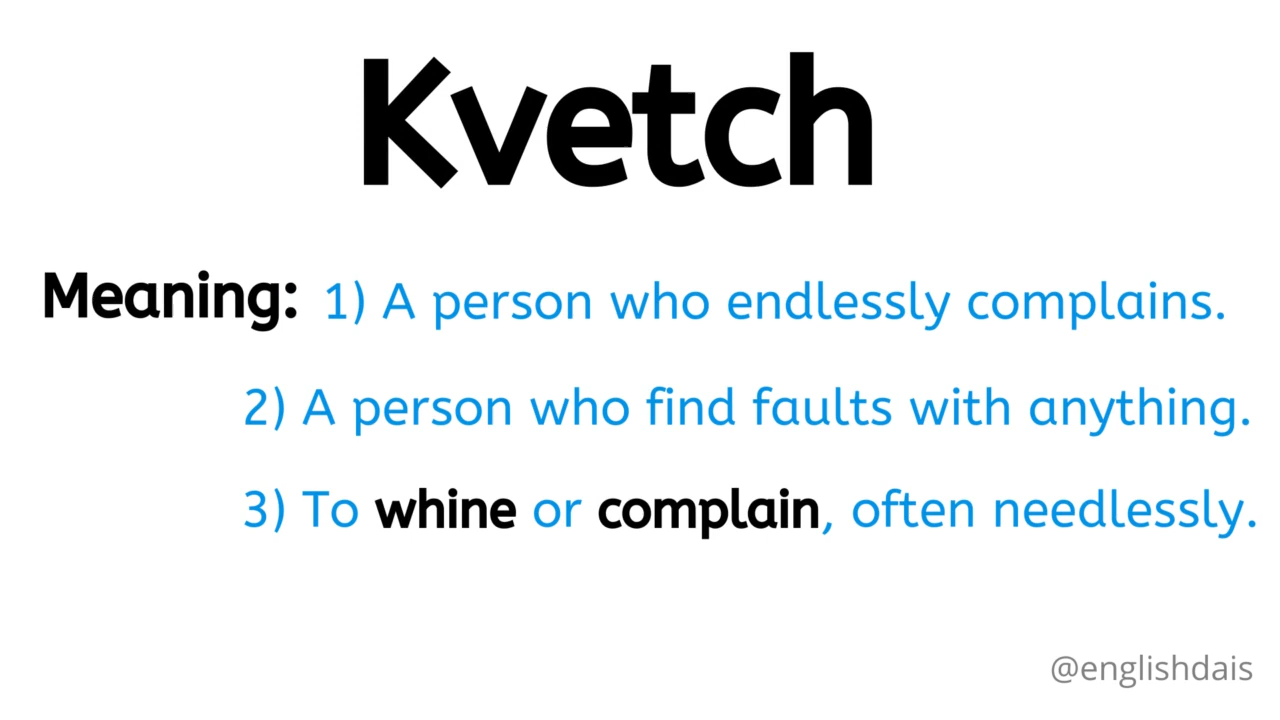 Kvetch
Meaning: 1) A person who endlessly complains.
2) A person who find faults with anything.
3) To whine or complain, often needlessly.
@englishdais